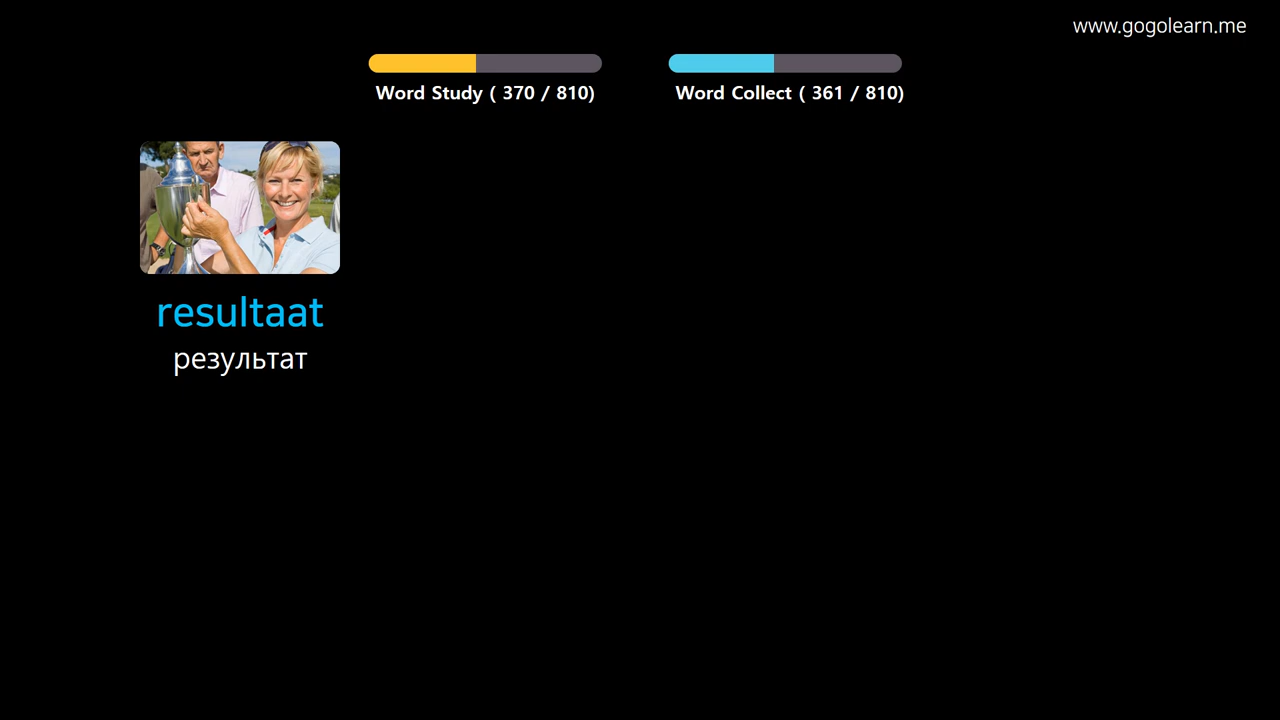 www.gogolearn.me
Word Study ( 370 / 810)
Word Collect ( 361 / 810)
resultaat
результат